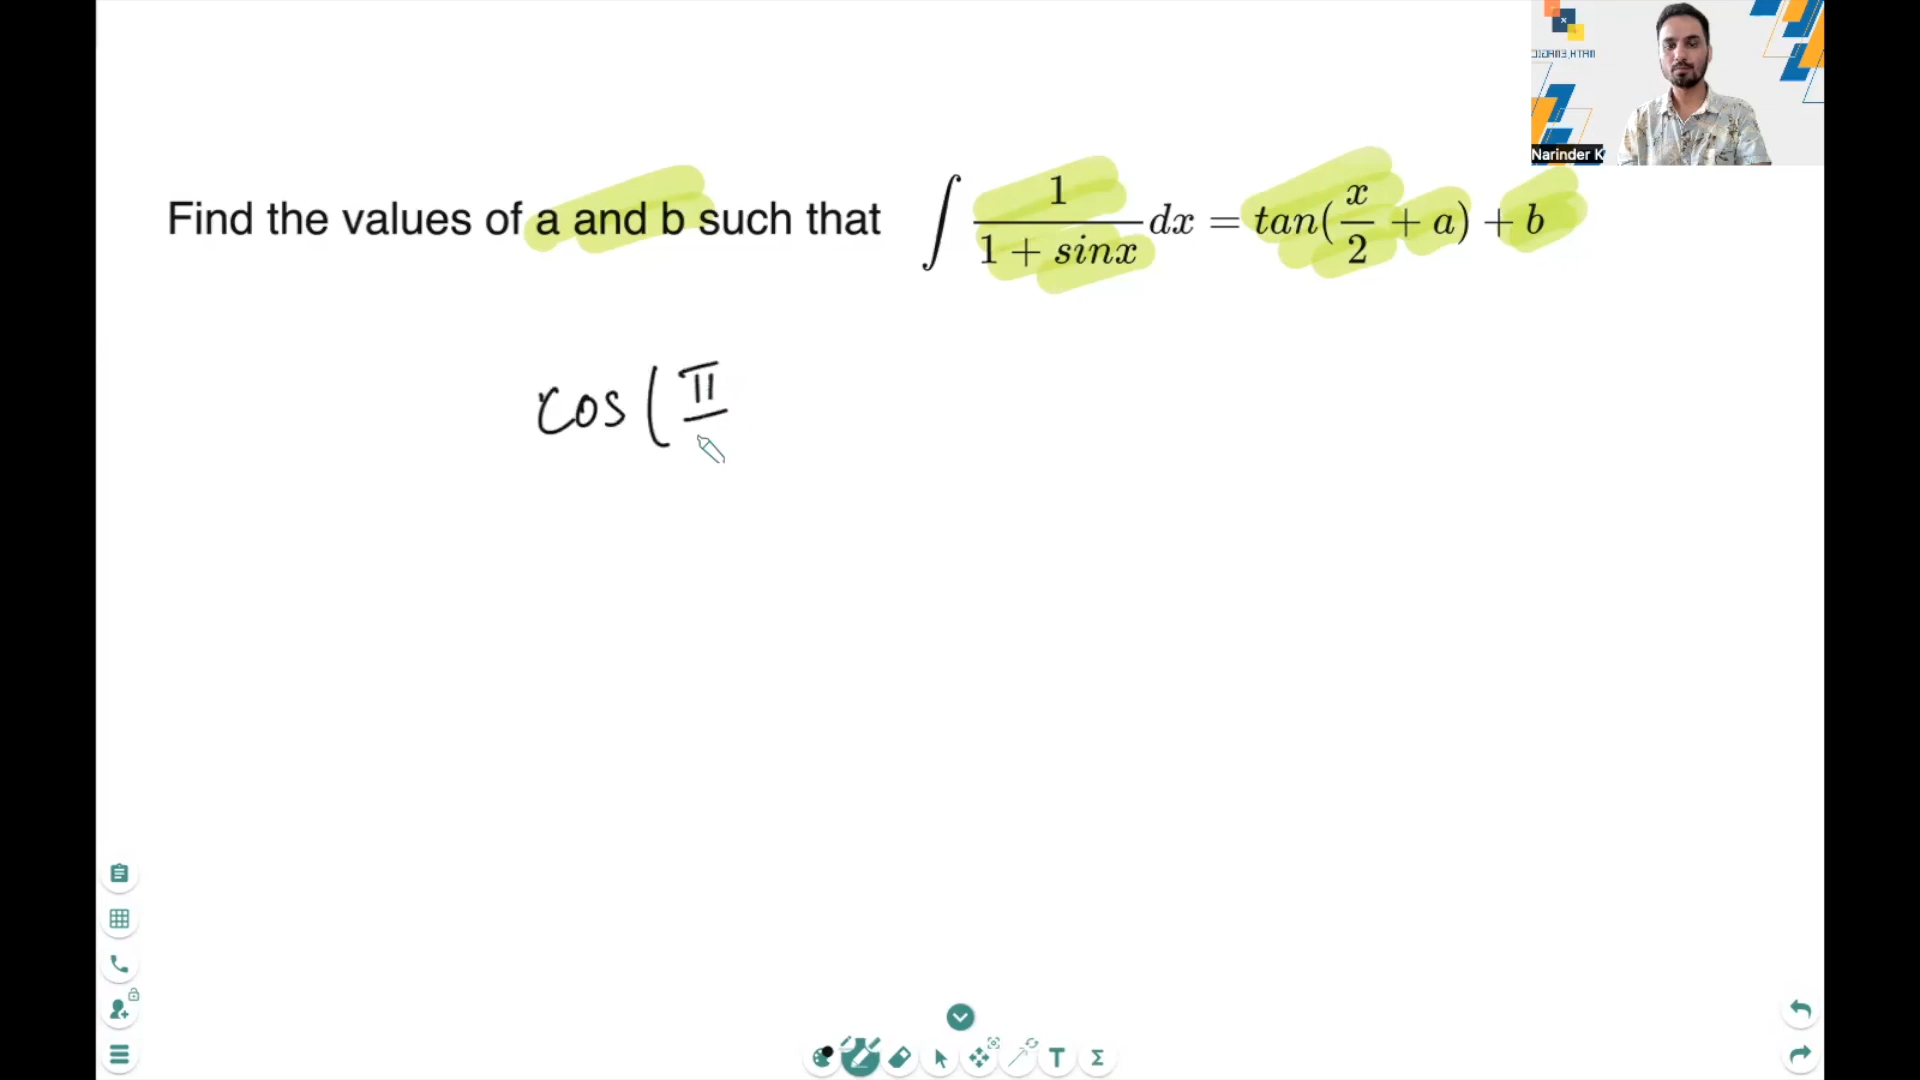 Find the values of a and b such that ∫ 1/(1 + sinx) dx = tan(x/2 + a) + b
cos(π
Narinder K